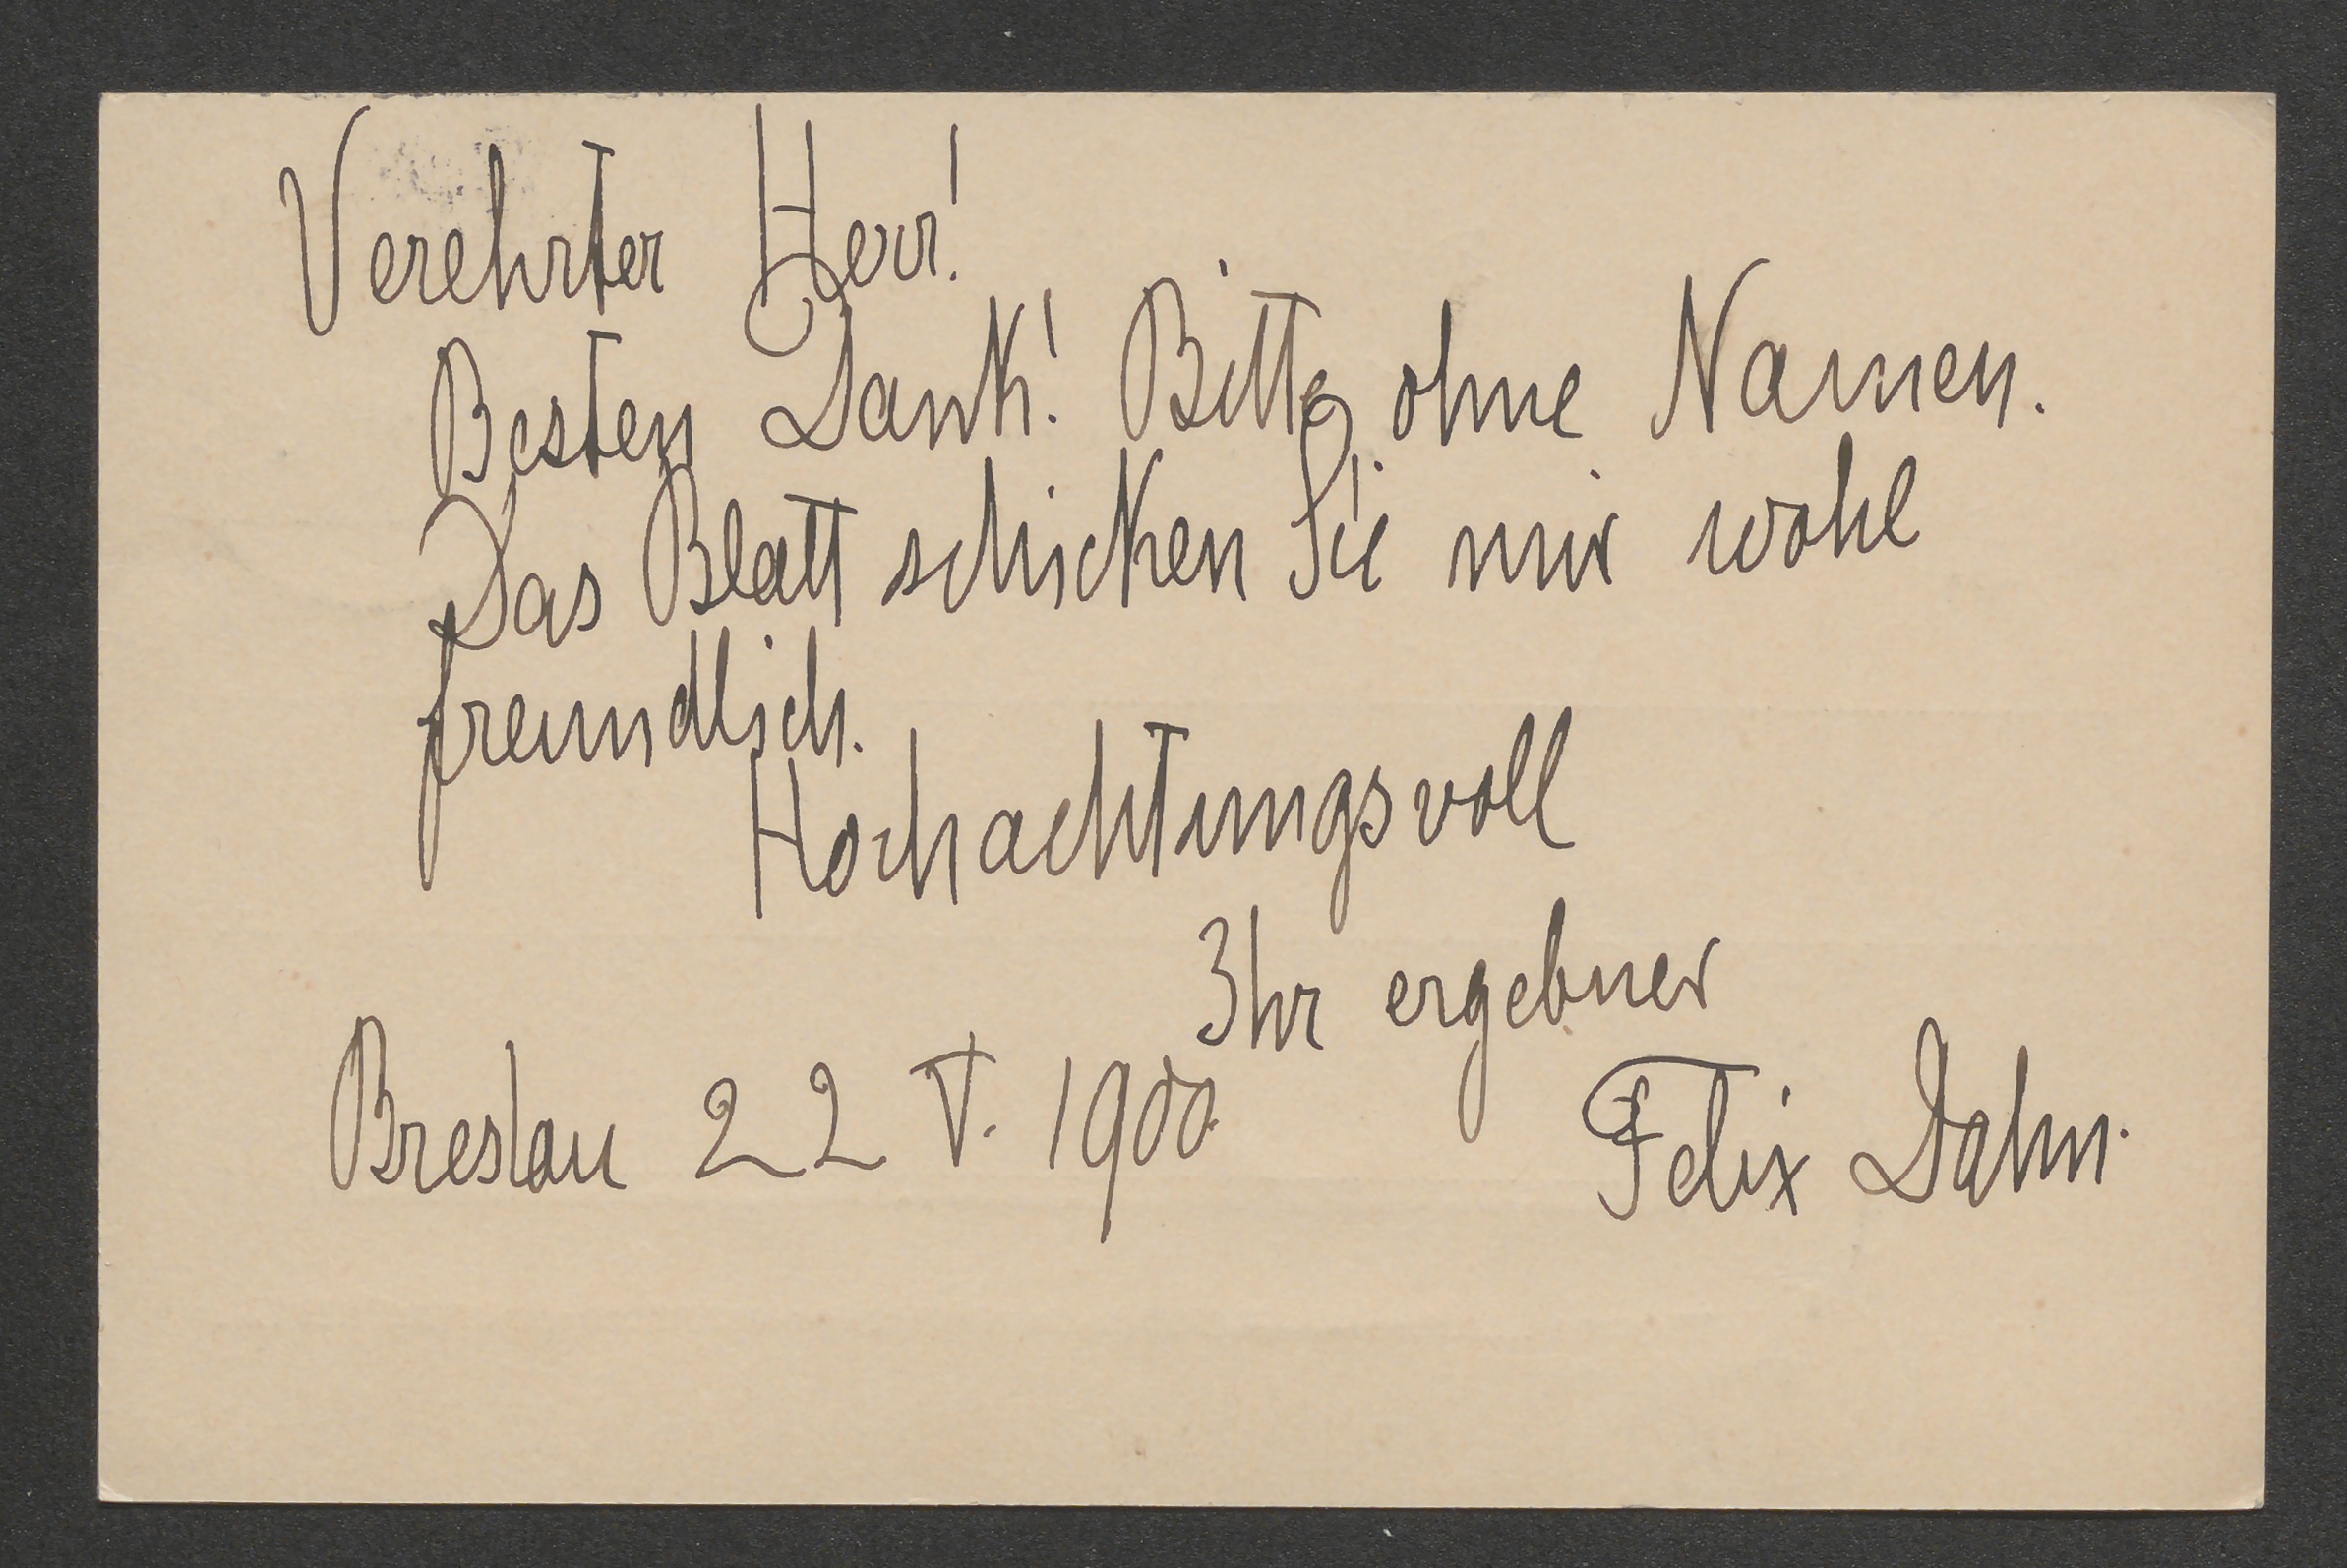 Verehrter Herr!
Besten Dank! Bitte ohne Namen.
Das Blatt schicken Sie mir wohl
freundlich.
Hochachtungsvoll
Ihr ergebner
Breslau 22 V. 1900. Felix Dahn.